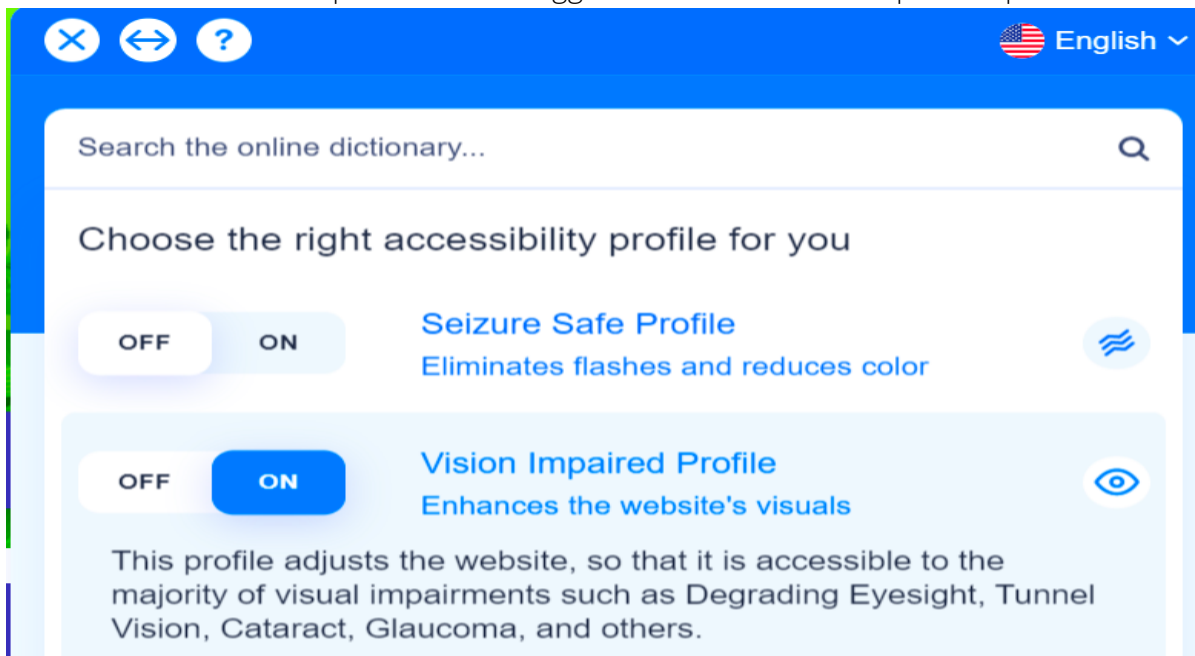 ?
English
Search the online dictionary...
Choose the right accessibility profile for you
OFF ON Seizure Safe Profile
Eliminates flashes and reduces color
OFF ON Vision Impaired Profile
Enhances the website's visuals
This profile adjusts the website, so that it is accessible to the
majority of visual impairments such as Degrading Eyesight, Tunnel
Vision, Cataract, Glaucoma, and others.